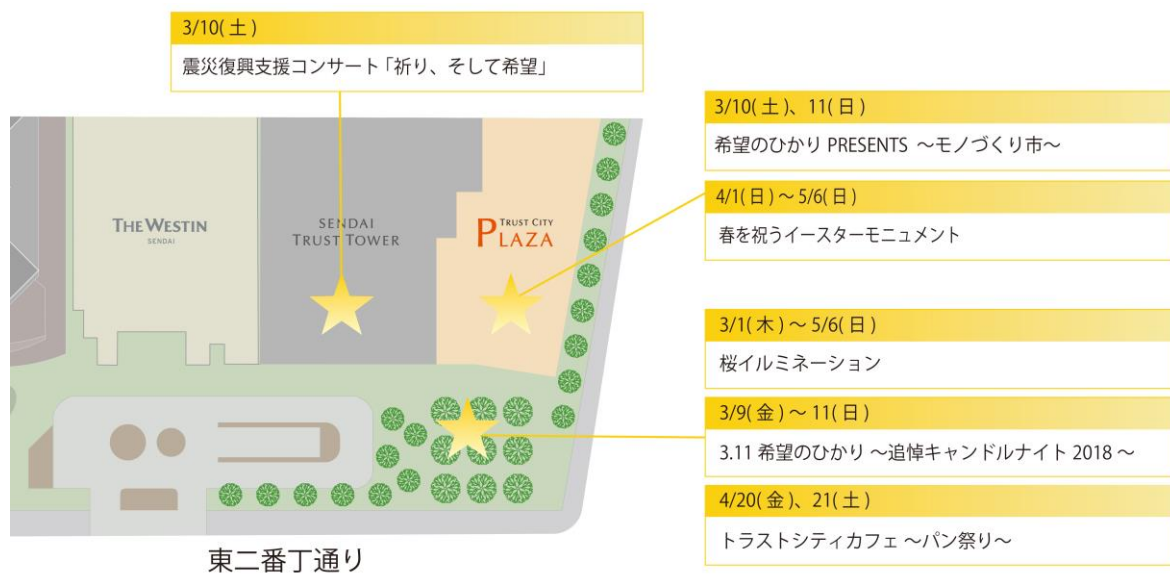 3/10( 土 )
震災復興支援コンサート「祈り、そして希望」
3/10( 土 )、11( 日 )
希望のひかり PRESENTS ～モノづくり市～
4/1( 日 ) ～ 5/6( 日 )
春を祝うイースターモニュメント
THE WESTIN
SENDAI
SENDAI
TRUST TOWER
TRUST CITY
PLAZA
3/1( 木 ) ～ 5/6( 日 )
桜イルミネーション
3/9( 金 ) ～ 11( 日 )
3.11 希望のひかり ～追悼キャンドルナイト 2018 ～
4/20( 金 )、21( 土 )
トラストシティカフェ ～パン祭り～
東二番丁通り